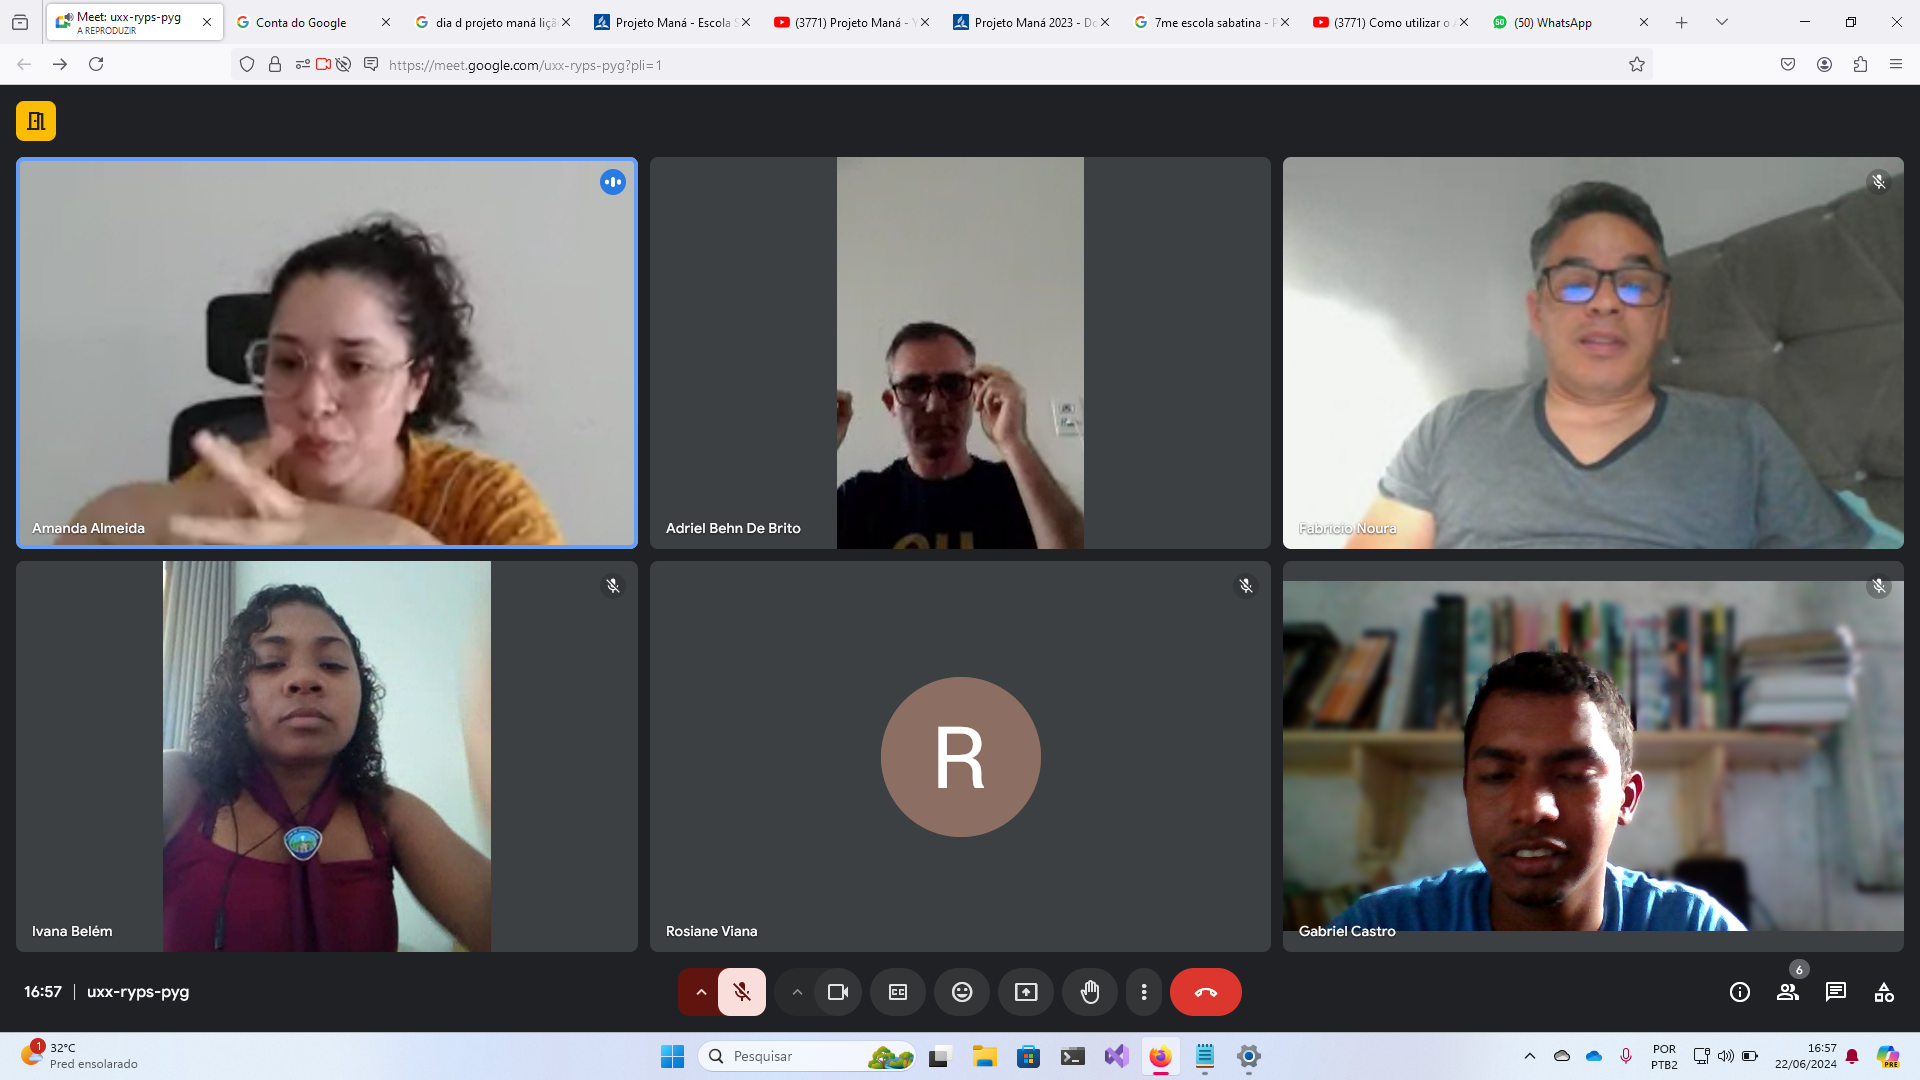 Meet: uxx-ryps-pyg
A REPRODUZIR
Conta do Google
dia d projeto maná liçã
Projeto Maná - Escola S
(3771) Projeto Maná - Y
Projeto Maná 2023 - Do
7me escola sabatina - P
(3771) Como utilizar o A
(50) WhatsApp
https://meet.google.com/uxx-ryps-pyg?pli=1
Amanda Almeida
Adriel Behn De Brito
Fabricio Noura
Ivana Belém
R
Rosiane Viana
Gabriel Castro
16:57 | uxx-ryps-pyg
6
1
32°C
Pred ensolarado
Pesquisar
POR
PTB2
16:57
22/06/2024
PRE